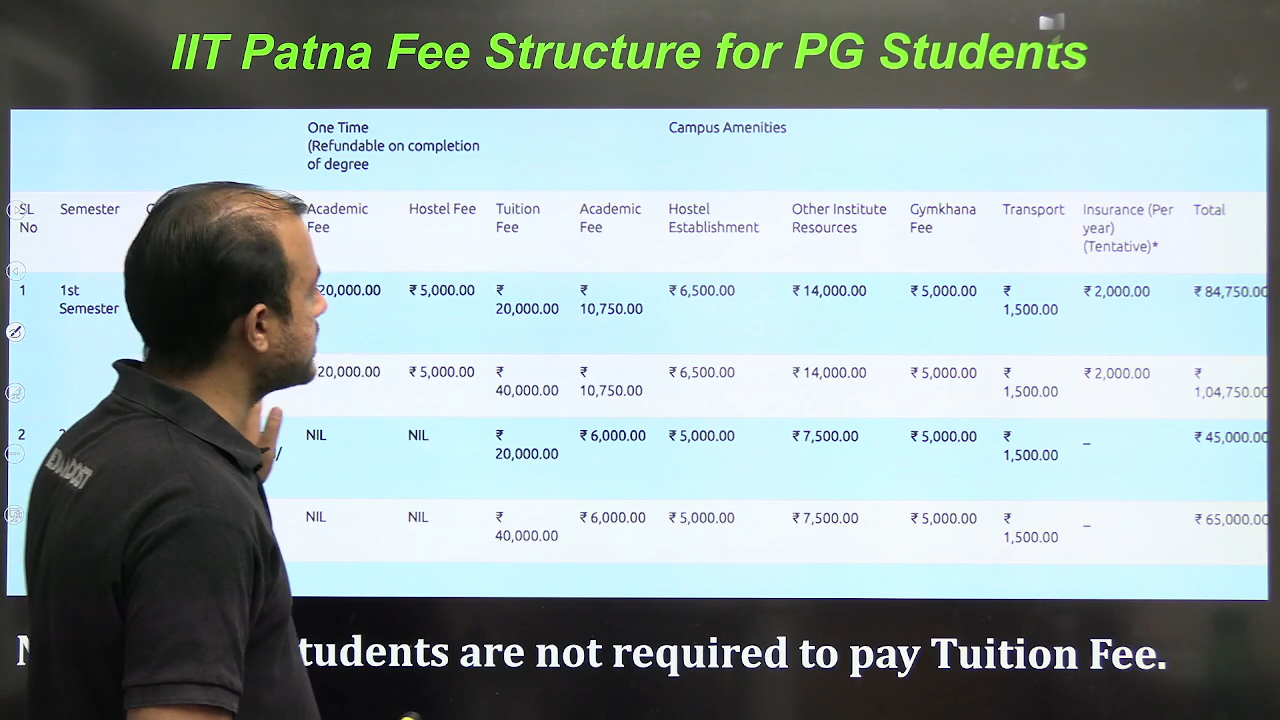 IIT Patna Fee Structure for PG Students
One Time
(Refundable on completion
of degree
Campus Amenities
SL
No
Semester
Academic
Fee
Hostel Fee
Tuition
Fee
Academic
Fee
Hostel
Establishment
Other Institute
Resources
Gymkhana
Fee
Transport
Insurance (Per
year)
(Tentative)*
Total
1
1st
Semester
20,000.00
₹ 5,000.00
₹
20,000.00
₹
10,750.00
₹ 6,500.00
₹ 14,000.00
₹ 5,000.00
₹
1,500.00
₹ 2,000.00
₹ 84,750.00
20,000.00
₹ 5,000.00
₹
40,000.00
₹
10,750.00
₹ 6,500.00
₹ 14,000.00
₹ 5,000.00
₹
1,500.00
₹ 2,000.00
₹
1,04,750.00
2
NIL
NIL
₹
20,000.00
₹ 6,000.00
₹ 5,000.00
₹ 7,500.00
₹ 5,000.00
₹
1,500.00
_
₹ 45,000.00
NIL
NIL
₹
40,000.00
₹ 6,000.00
₹ 5,000.00
₹ 7,500.00
₹ 5,000.00
₹
1,500.00
_
₹ 65,000.00
tudents are not required to pay Tuition Fee.